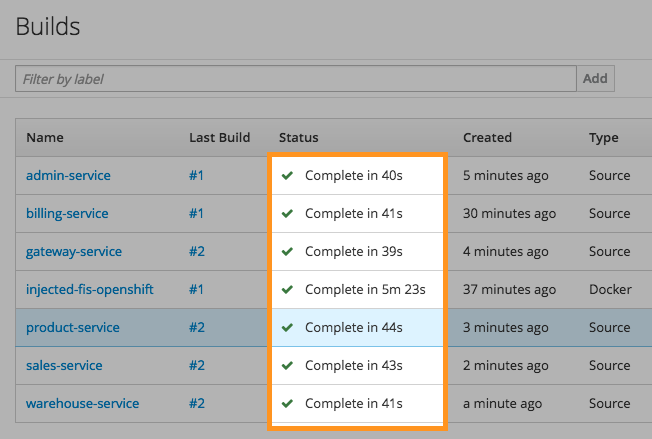 Builds
Filter by label Add
Name Last Build Status Created Type
admin-service #1 Complete in 40s 5 minutes ago Source
billing-service #1 Complete in 41s 30 minutes ago Source
gateway-service #2 Complete in 39s 4 minutes ago Source
injected-fis-openshift #1 Complete in 5m 23s 37 minutes ago Docker
product-service #2 Complete in 44s 3 minutes ago Source
sales-service #2 Complete in 43s 2 minutes ago Source
warehouse-service #2 Complete in 41s a minute ago Source